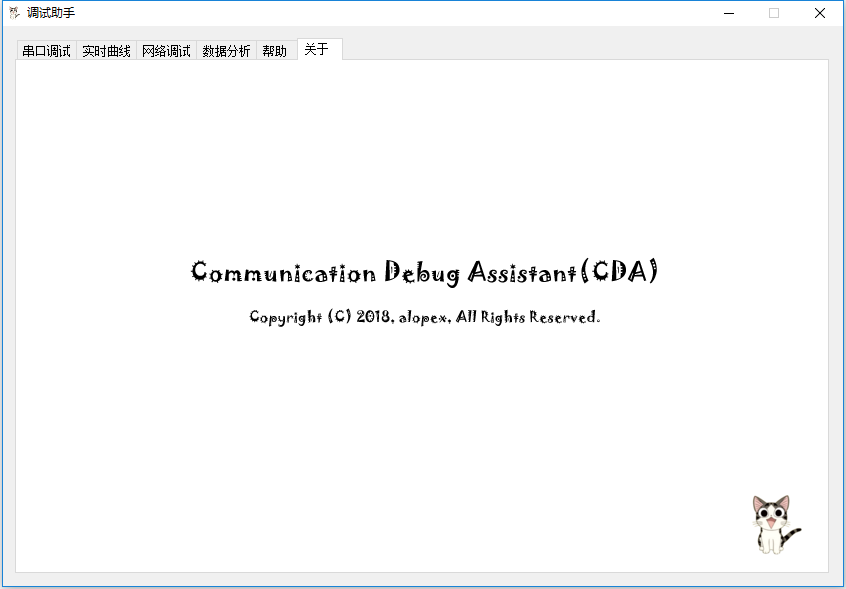 调试助手
串口调试 实时曲线 网络调试 数据分析 帮助 关于
Communication Debug Assistant(CDA)
Copyright (C) 2018, alopex, All Rights Reserved.